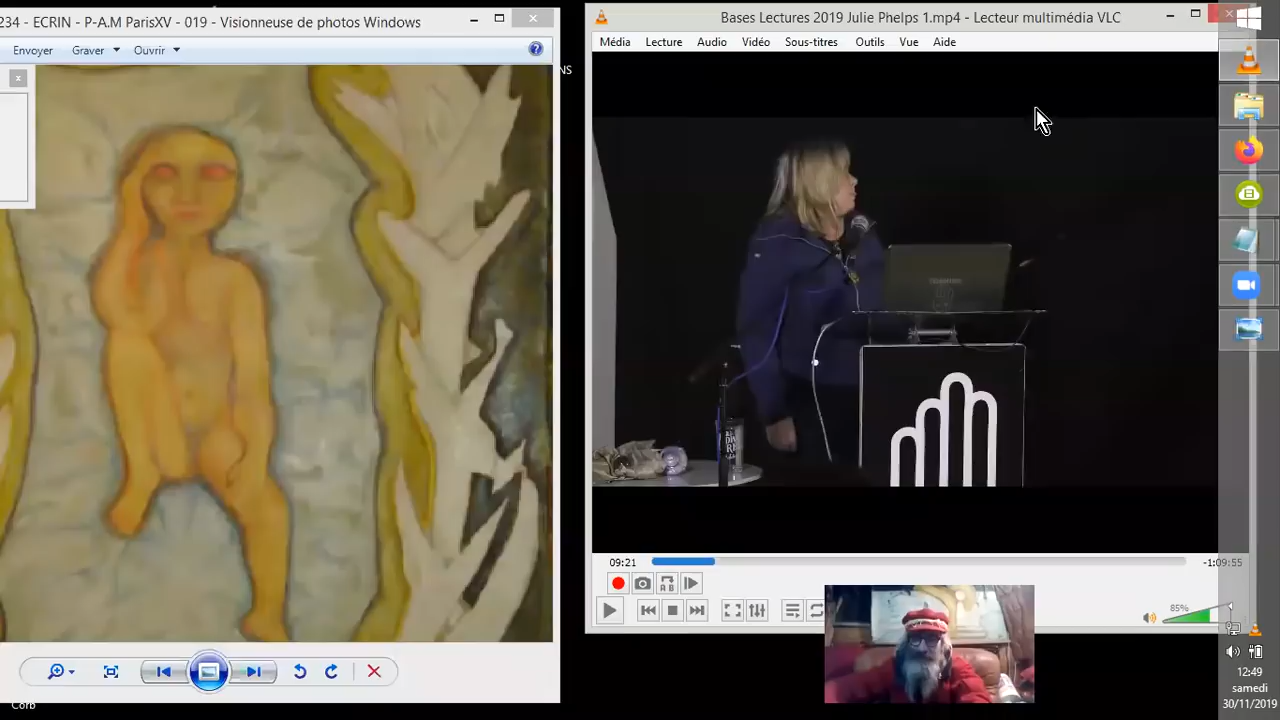 234 - ECRIN - P-A.M ParisXV - 019 - Visionneuse de photos Windows
Envoyer Graver Ouvrir
NS
Corb
Bases Lectures 2019 Julie Phelps 1.mp4 - Lecteur multimédia VLC
Média Lecture Audio Vidéo Sous-titres Outils Vue Aide
09:21
-1:09:55
85%
12:49
samedi
30/11/2019